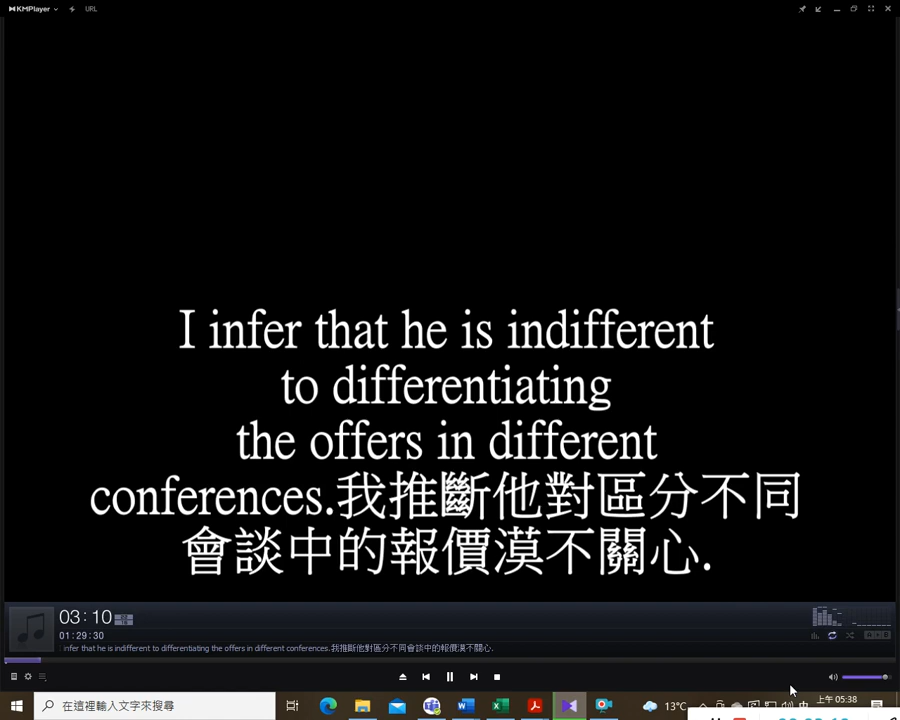 KMPlayer
URL
I infer that he is indifferent
to differentiating
the offers in different
conferences.我推斷他對區分不同
會談中的報價漠不關心.
03:10
01:29:30
infer that he is indifferent to differentiating the offers in different conferences.我推斷他對區分不同會談中的報價漠不關心.
在這裡輸入文字來搜尋
13°C
中
上午 05:38